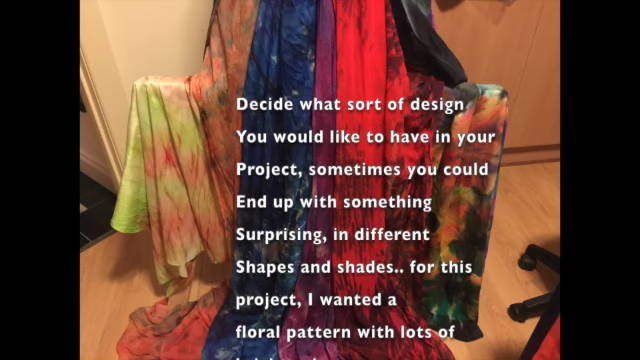 Decide what sort of design
You would like to have in your
Project, sometimes you could
End up with something
Surprising, in different
Shapes and shades.. for this
project, I wanted a
floral pattern with lots of